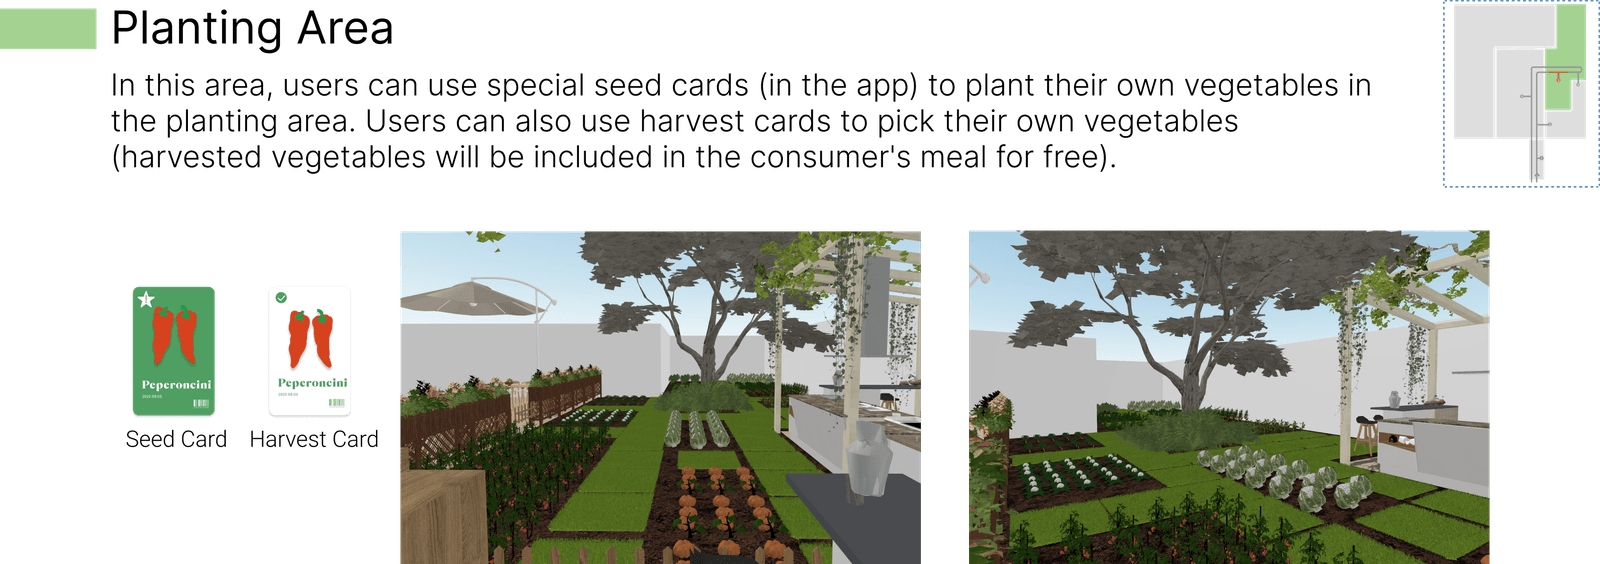 Planting Area
In this area, users can use special seed cards (in the app) to plant their own vegetables in
the planting area. Users can also use harvest cards to pick their own vegetables
(harvested vegetables will be included in the consumer's meal for free).
Peperoncini
Peperoncini
Seed Card
Harvest Card